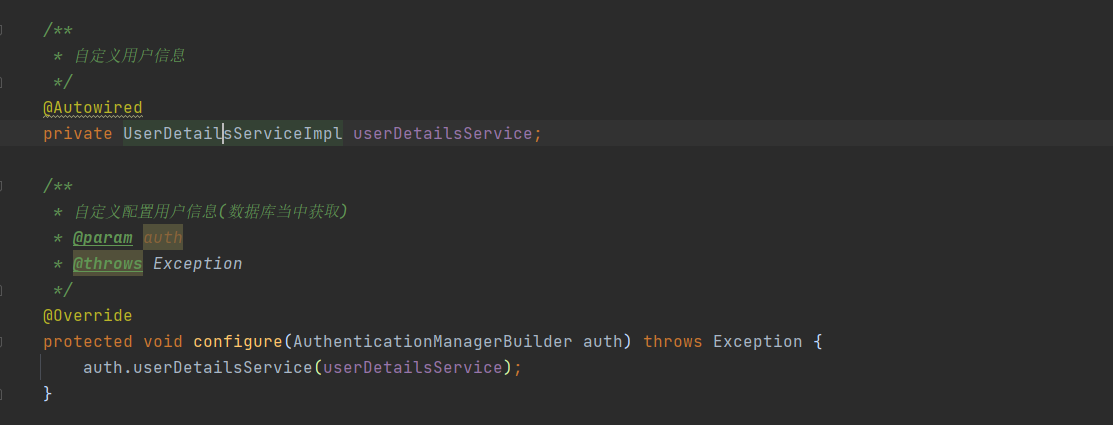 /**
 * 自定义用户信息
 */
@Autowired
private UserDetailsServiceImpl userDetailsService;
/**
 * 自定义配置用户信息(数据库当中获取)
 * @param auth
 * @throws Exception
 */
@Override
protected void configure(AuthenticationManagerBuilder auth) throws Exception {
    auth.userDetailsService(userDetailsService);
}